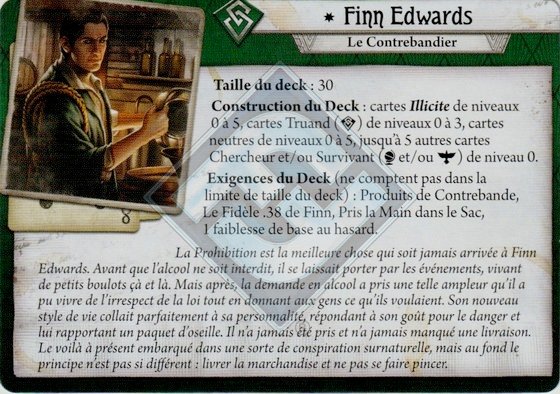 Finn Edwards
Le Contrebandier
Taille du deck : 30
Construction du Deck : cartes Illicite de niveaux
0 à 5, cartes Truand ( ) de niveaux 0 à 3, cartes
neutres de niveaux 0 à 5, jusqu'à 5 autres cartes
Chercheur et/ou Survivant ( et/ou ) de niveau 0.
Exigences du Deck (ne comptent pas dans la
limite de taille du deck) : Produits de Contrebande,
Le Fidèle .38 de Finn, Pris la Main dans le Sac,
1 faiblesse de base au hasard.
La Prohibition est la meilleure chose qui soit jamais arrivée à Finn
Edwards. Avant que l'alcool ne soit interdit, il se laissait porter par les événements, vivant
de petits boulots çà et là. Mais après, la demande en alcool a pris une telle ampleur qu'il a
pu vivre de l'irrespect de la loi tout en donnant aux gens ce qu'ils voulaient. Son nouveau
style de vie collait parfaitement à sa personnalité, répondant à son goût pour le danger et
lui rapportant un paquet d'oseille. Il n'a jamais été pris et n'a jamais manqué une livraison.
Le voilà à présent embarqué dans une sorte de conspiration surnaturelle, mais au fond le
principe n'est pas si différent : livrer la marchandise et ne pas se faire pincer.